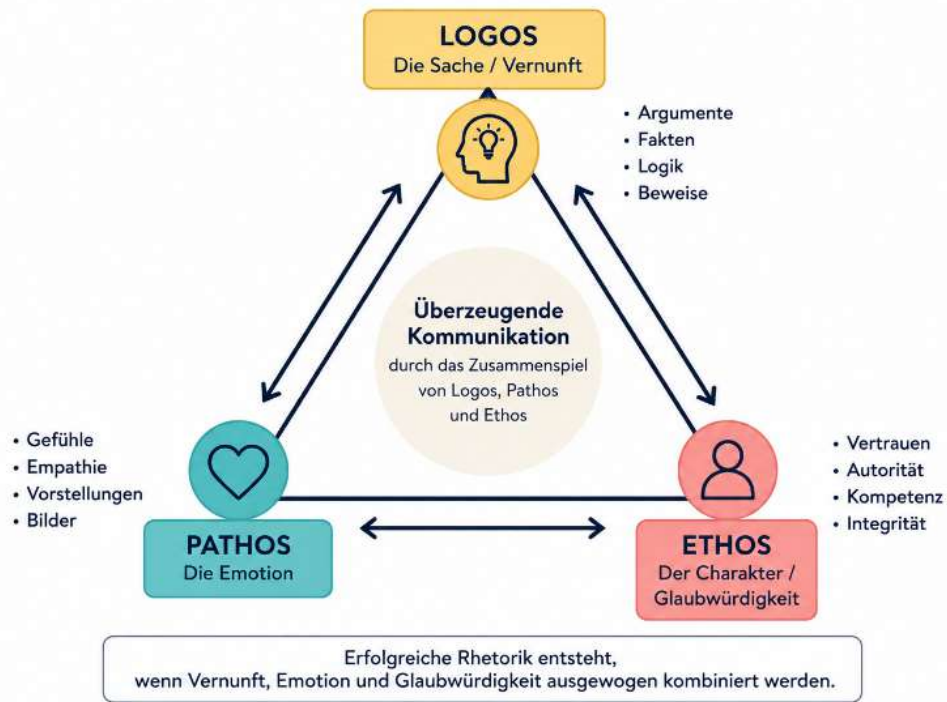 LOGOS
Die Sache / Vernunft
• Argumente
• Fakten
• Logik
• Beweise
Überzeugende
Kommunikation
durch das Zusammenspiel
von Logos, Pathos
und Ethos
• Gefühle
• Empathie
• Vorstellungen
• Bilder
PATHOS
Die Emotion
• Vertrauen
• Autorität
• Kompetenz
• Integrität
ETHOS
Der Charakter /
Glaubwürdigkeit
Erfolgreiche Rhetorik entsteht,
wenn Vernunft, Emotion und Glaubwürdigkeit ausgewogen kombiniert werden.